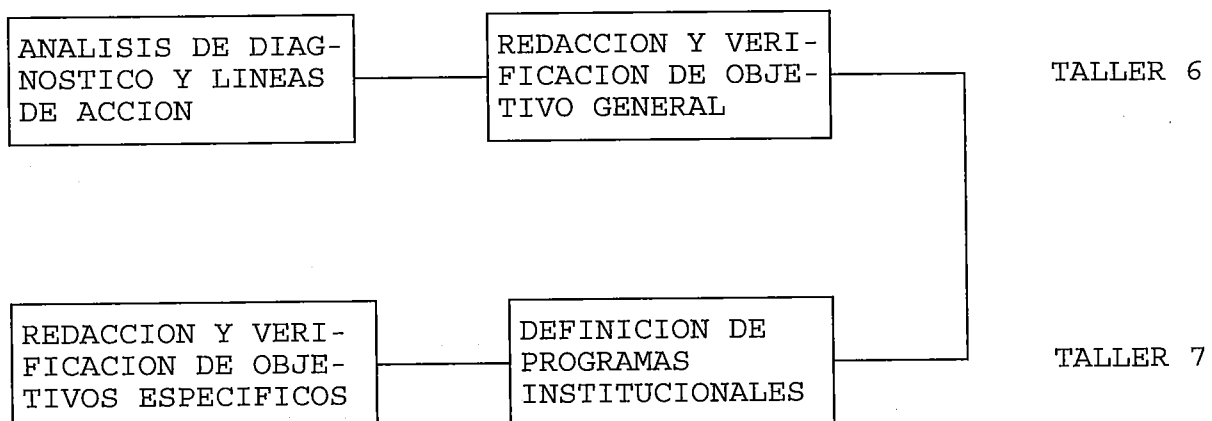 ANALISIS DE DIAG-
NOSTICO Y LINEAS
DE ACCION
REDACCION Y VERI-
FICACION DE OBJE-
TIVO GENERAL
TALLER 6
REDACCION Y VERI-
FICACION DE OBJE-
TIVOS ESPECIFICOS
DEFINICION DE
PROGRAMAS
INSTITUCIONALES
TALLER 7